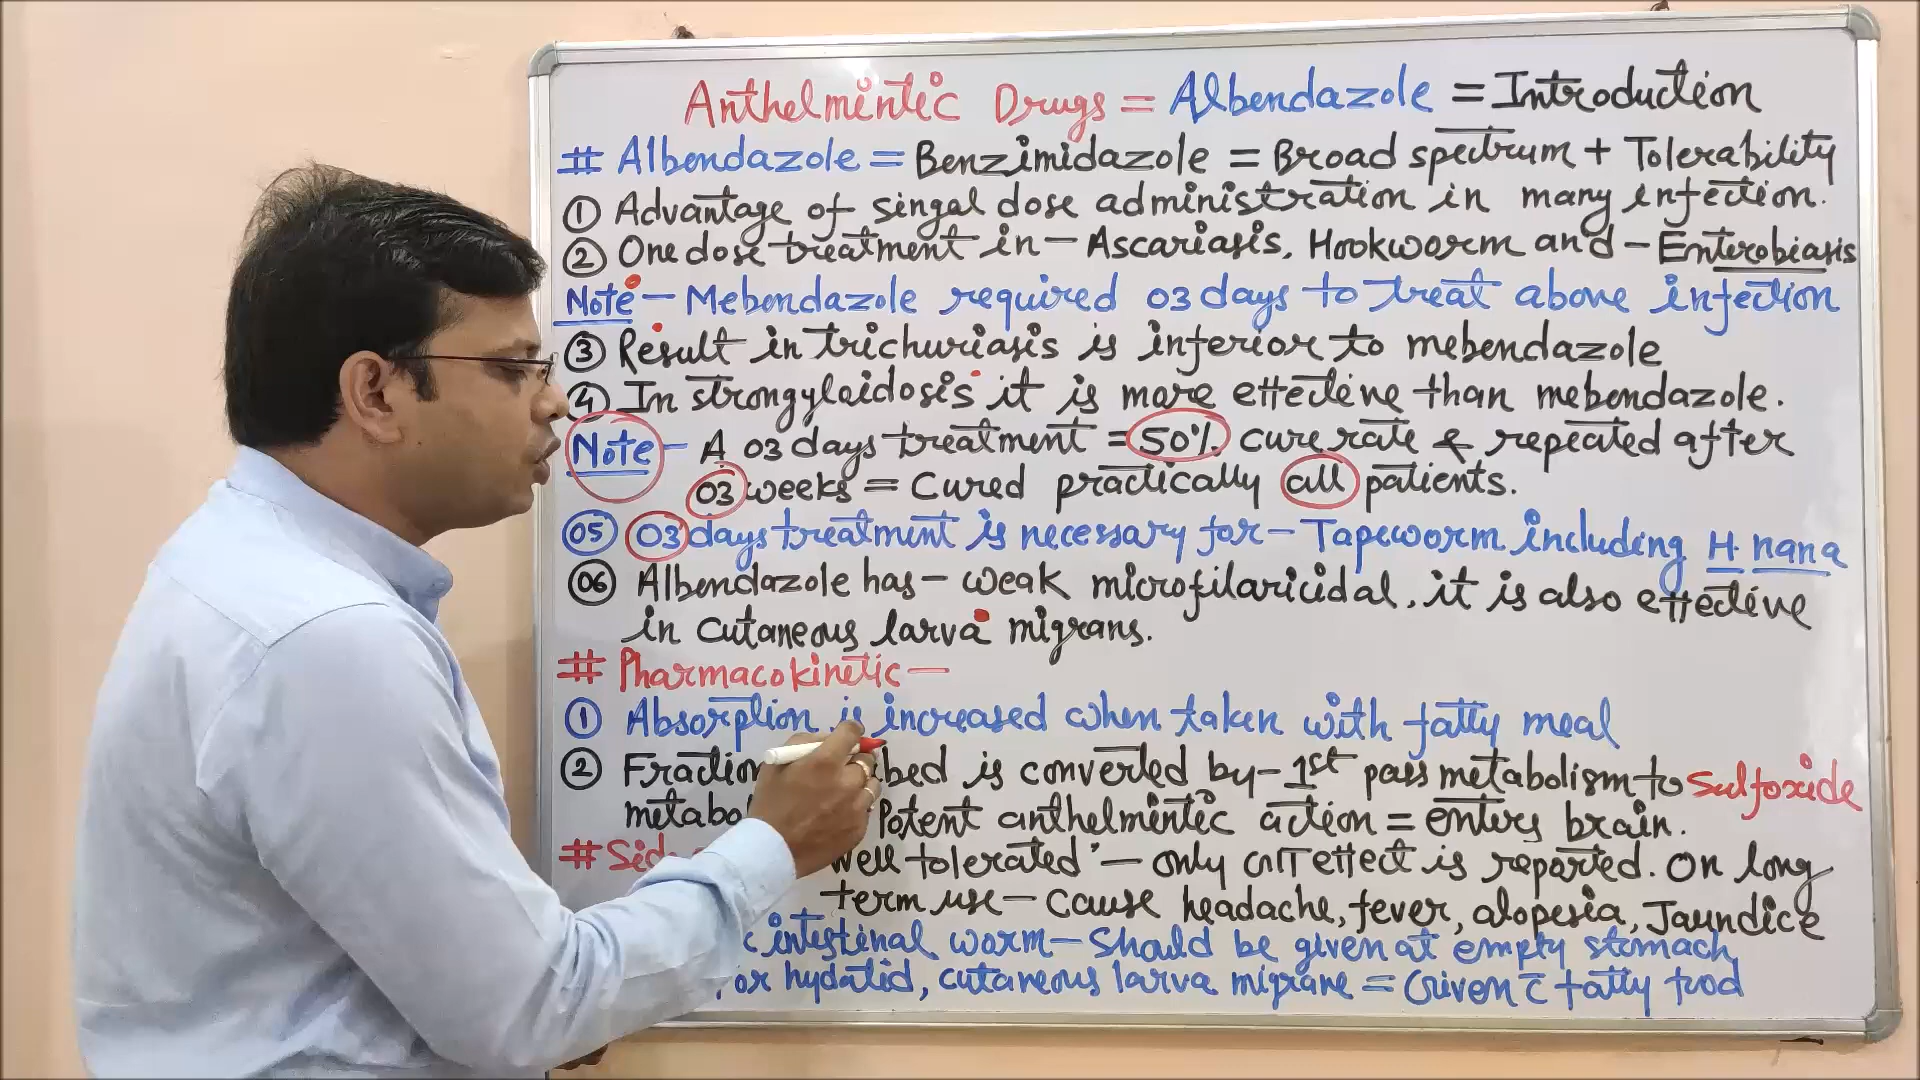 Anthelmintic Drugs = Albendazole = Introduction
# Albendazole = Benzimidazole = Broad spectrum + Tolerability
① Advantage of singal dose administration in many infection.
② One dose treatment in - Ascariasis, Hookworm and - Enterobiasis
Note - Mebendazole required 03 days to treat above infection
③ Result in trichuriasis is inferior to mebendazole
④ In strongyloidosis it is more effective than mebendazole.
Note - A 03 days treatment = 50% cure rate & repeated after
03 weeks = Cured practically all patients.
05 03 days treatment is necessary for - Tapeworm including H. nana
06 Albendazole has - weak microfilaricidal, it is also effective
in cutaneous larva migrans.
# Pharmacokinetic -
① Absorption is increased when taken with fatty meal
② Fraction bed is converted by - 1st pass metabolism to Sulfoxide
metabol Potent anthelmintic action = enters brain.
# Sid well tolerated - only GIT effect is reported. On long
term use - cause headache, fever, alopesia, Jaundice
c intestinal worm - Should be given at empty stomach
or hydatid, cutaneous larva migrane = Given c̄ fatty food